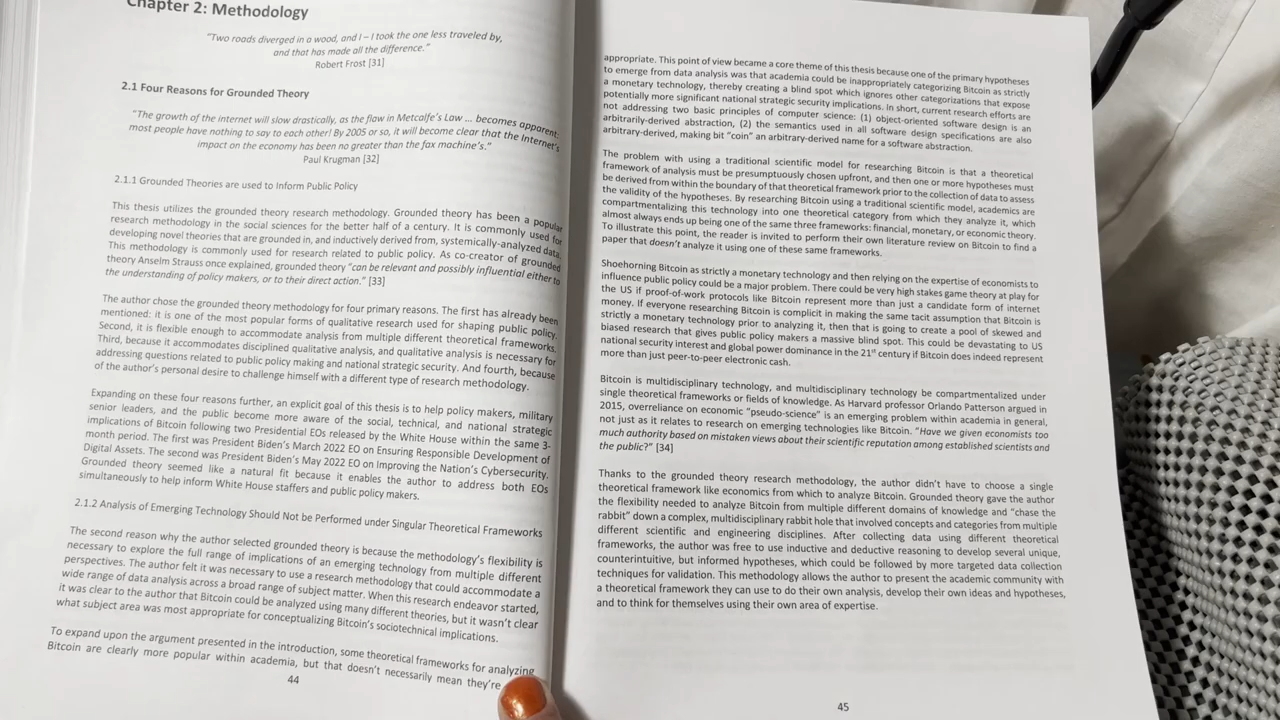 Chapter 2: Methodology
"Two roads diverged in a wood, and I – I took the one less traveled by,
and that has made all the difference."
Robert Frost [31]
2.1 Four Reasons for Grounded Theory
"The growth of the internet will slow drastically, as the flaw in Metcalfe's Law ... becomes apparent:
most people have nothing to say to each other! By 2005 or so, it will become clear that the Internet's
impact on the economy has been no greater than the fax machine's."
Paul Krugman [32]
2.1.1 Grounded Theories are used to Inform Public Policy
This thesis utilizes the grounded theory research methodology. Grounded theory has been a popular
research methodology in the social sciences for the better half of a century. It is commonly used for
developing novel theories that are grounded in, and inductively derived from, systemically-analyzed data.
This methodology is commonly used for research related to public policy. As co-creator of grounded
theory Anselm Strauss once explained, grounded theory "can be relevant and possibly influential either to
the understanding of policy makers, or to their direct action." [33]
The author chose the grounded theory methodology for four primary reasons. The first has already been
mentioned: it is one of the most popular forms of qualitative research used for shaping public policy.
Second, it is flexible enough to accommodate analysis from multiple different theoretical frameworks.
Third, because it accommodates disciplined qualitative analysis, and qualitative analysis is necessary for
addressing questions related to public policy making and national strategic security. And fourth, because
of the author's personal desire to challenge himself with a different type of research methodology.
Expanding on these four reasons further, an explicit goal of this thesis is to help policy makers, military
senior leaders, and the public become more aware of the social, technical, and national strategic
implications of Bitcoin following two Presidential EOs released by the White House within the same 3-
month period. The first was President Biden's March 2022 EO on Ensuring Responsible Development of
Digital Assets. The second was President Biden's May 2022 EO on Improving the Nation's Cybersecurity.
Grounded theory seemed like a natural fit because it enables the author to address both EOs
simultaneously to help inform White House staffers and public policy makers.
2.1.2 Analysis of Emerging Technology Should Not be Performed under Singular Theoretical Frameworks
The second reason why the author selected grounded theory is because the methodology's flexibility is
necessary to explore the full range of implications of an emerging technology from multiple different
perspectives. The author felt it was necessary to use a research methodology that could accommodate a
wide range of data analysis across a broad range of subject matter. When this research endeavor started,
it was clear to the author that Bitcoin could be analyzed using many different theories, but it wasn't clear
what subject area was most appropriate for conceptualizing Bitcoin's sociotechnical implications.
To expand upon the argument presented in the introduction, some theoretical frameworks for analyzing
Bitcoin are clearly more popular within academia, but that doesn't necessarily mean they're
44
appropriate. This point of view became a core theme of this thesis because one of the primary hypotheses
to emerge from data analysis was that academia could be inappropriately categorizing Bitcoin as strictly
a monetary technology, thereby creating a blind spot which ignores other categorizations that expose
potentially more significant national strategic security implications. In short, current research efforts are
not addressing two basic principles of computer science: (1) object-oriented software design is an
arbitrarily-derived abstraction, (2) the semantics used in all software design specifications are also
arbitrary-derived, making bit "coin" an arbitrary-derived name for a software abstraction.
The problem with using a traditional scientific model for researching Bitcoin is that a theoretical
framework of analysis must be presumptuously chosen upfront, and then one or more hypotheses must
be derived from within the boundary of that theoretical framework prior to the collection of data to assess
the validity of the hypotheses. By researching Bitcoin using a traditional scientific model, academics are
compartmentalizing this technology into one theoretical category from which they analyze it, which
almost always ends up being one of the same three frameworks: financial, monetary, or economic theory.
To illustrate this point, the reader is invited to perform their own literature review on Bitcoin to find a
paper that doesn't analyze it using one of these same frameworks.
Shoehorning Bitcoin as strictly a monetary technology and then relying on the expertise of economists to
influence public policy could be a major problem. There could be very high stakes game theory at play for
the US if proof-of-work protocols like Bitcoin represent more than just a candidate form of internet
money. If everyone researching Bitcoin is complicit in making the same tacit assumption that Bitcoin is
strictly a monetary technology prior to analyzing it, then that is going to create a pool of skewed and
biased research that gives public policy makers a massive blind spot. This could be devastating to US
national security interest and global power dominance in the 21st century if Bitcoin does indeed represent
more than just peer-to-peer electronic cash.
Bitcoin is multidisciplinary technology, and multidisciplinary technology be compartmentalized under
single theoretical frameworks or fields of knowledge. As Harvard professor Orlando Patterson argued in
2015, overreliance on economic "pseudo-science" is an emerging problem within academia in general,
not just as it relates to research on emerging technologies like Bitcoin. "Have we given economists too
much authority based on mistaken views about their scientific reputation among established scientists and
the public?" [34]
Thanks to the grounded theory research methodology, the author didn't have to choose a single
theoretical framework like economics from which to analyze Bitcoin. Grounded theory gave the author
the flexibility needed to analyze Bitcoin from multiple different domains of knowledge and "chase the
rabbit" down a complex, multidisciplinary rabbit hole that involved concepts and categories from multiple
different scientific and engineering disciplines. After collecting data using different theoretical
frameworks, the author was free to use inductive and deductive reasoning to develop several unique,
counterintuitive, but informed hypotheses, which could be followed by more targeted data collection
techniques for validation. This methodology allows the author to present the academic community with
a theoretical framework they can use to do their own analysis, develop their own ideas and hypotheses,
and to think for themselves using their own area of expertise.
45